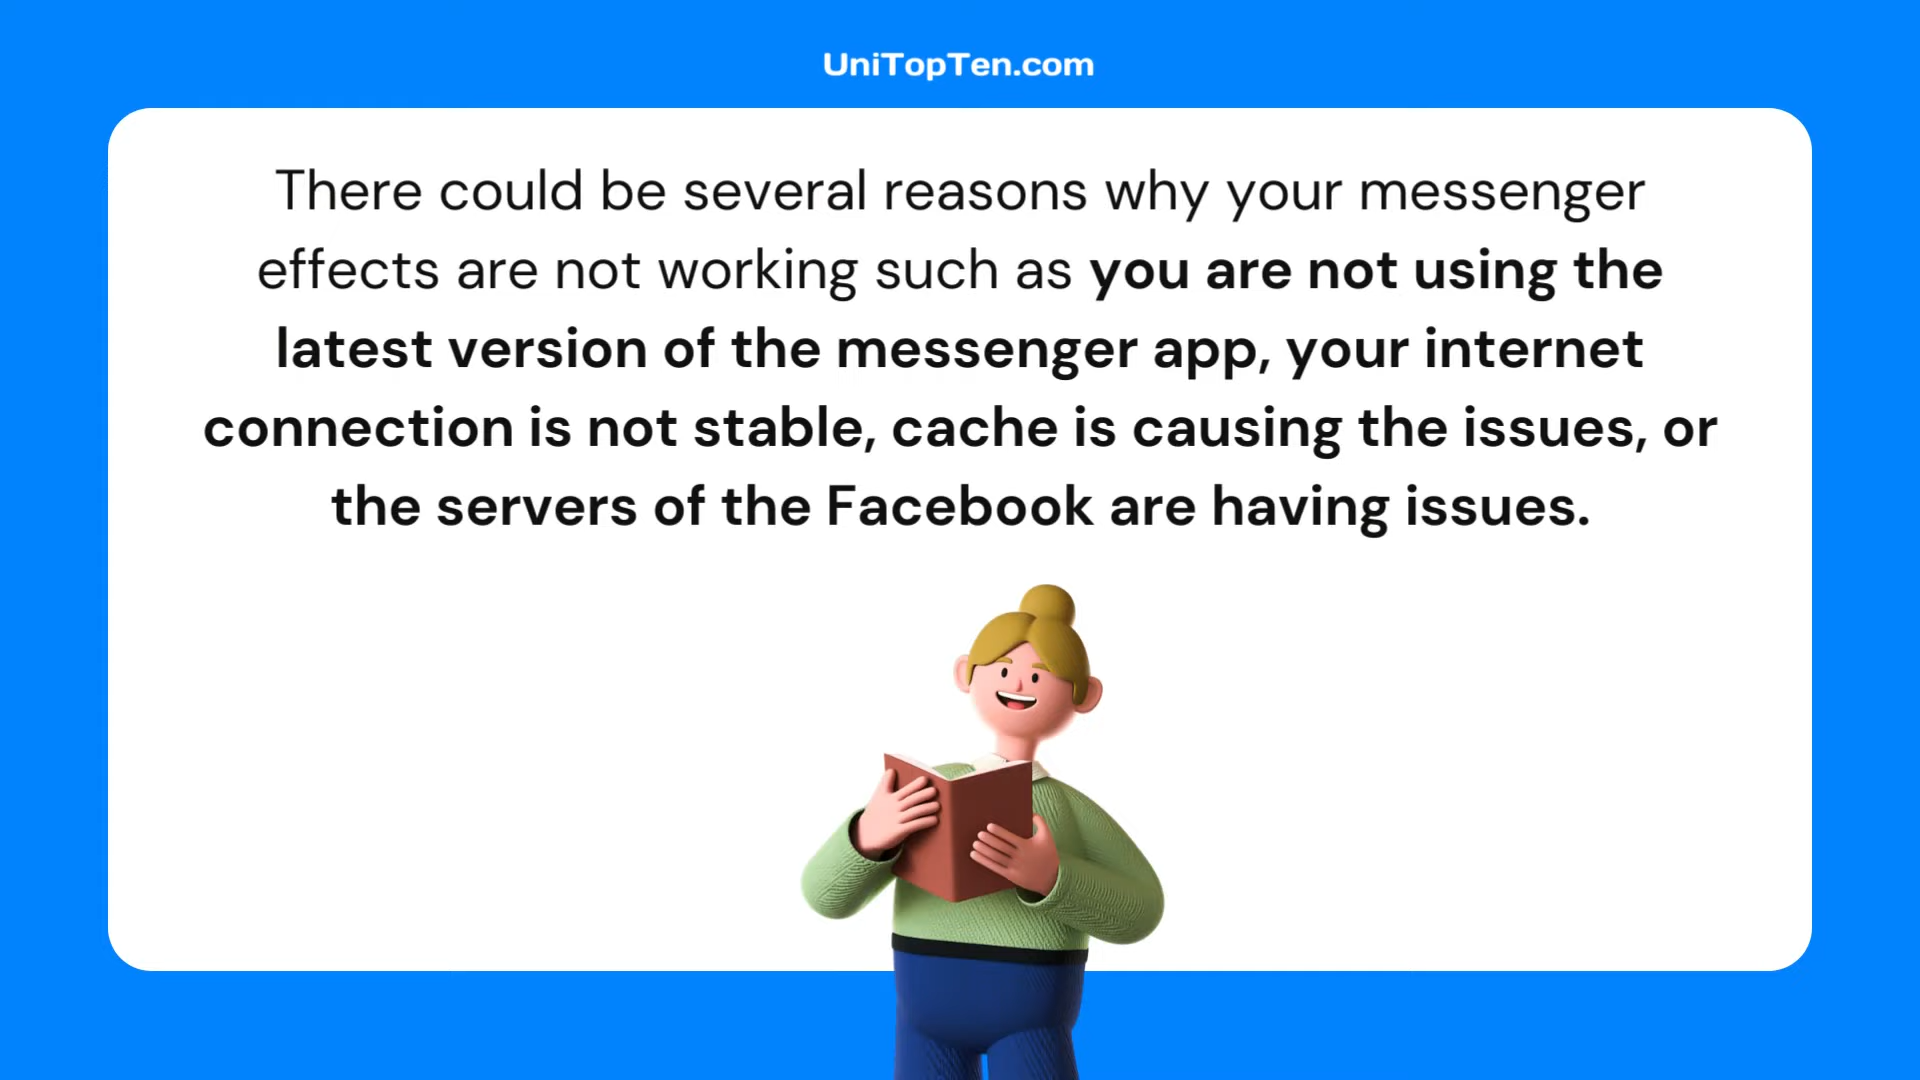 UniTopTen.com
There could be several reasons why your messenger
effects are not working such as you are not using the
latest version of the messenger app, your internet
connection is not stable, cache is causing the issues, or
the servers of the Facebook are having issues.